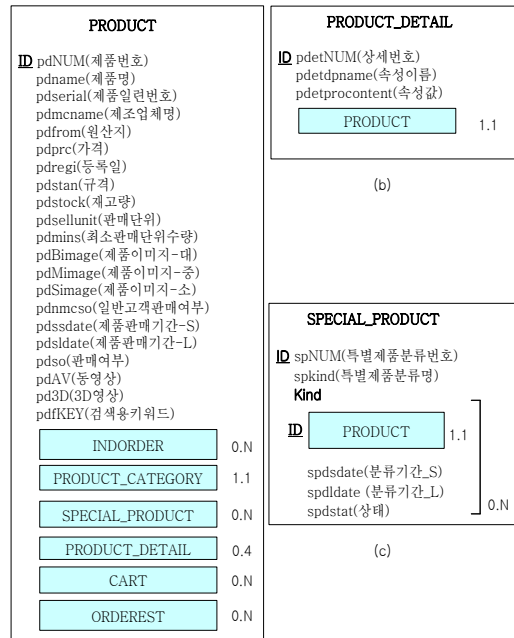 PRODUCT
ID pdNUM(제품번호)
pdname(제품명)
pdserial(제품일련번호)
pdmcname(제조업체명)
pdfrom(원산지)
pdprc(가격)
pdregi(등록일)
pdstan(규격)
pdstock(재고량)
pdsellunit(판매단위)
pdmins(최소판매단위수량)
pdBimage(제품이미지-대)
pdMimage(제품이미지-중)
pdSimage(제품이미지-소)
pdnmcso(일반고객판매여부)
pdssdate(제품판매기간-S)
pdsldate(제품판매기간-L)
pdso(판매여부)
pdAV(동영상)
pd3D(3D영상)
pdfKEY(검색용키워드)
INDORDER 0.N
PRODUCT_CATEGORY 1.1
SPECIAL_PRODUCT 0.N
PRODUCT_DETAIL 0.4
CART 0.N
ORDEREST 0.N
PRODUCT_DETAIL
ID pdetNUM(상세번호)
pdetdpname(속성이름)
pdetprocontent(속성값)
PRODUCT 1.1
(b)
SPECIAL_PRODUCT
ID spNUM(특별제품분류번호)
spkind(특별제품분류명)
Kind
ID PRODUCT 1.1
spdsdate(분류기간_S)
spdldate (분류기간_L)
spdstat(상태) 0.N
(c)